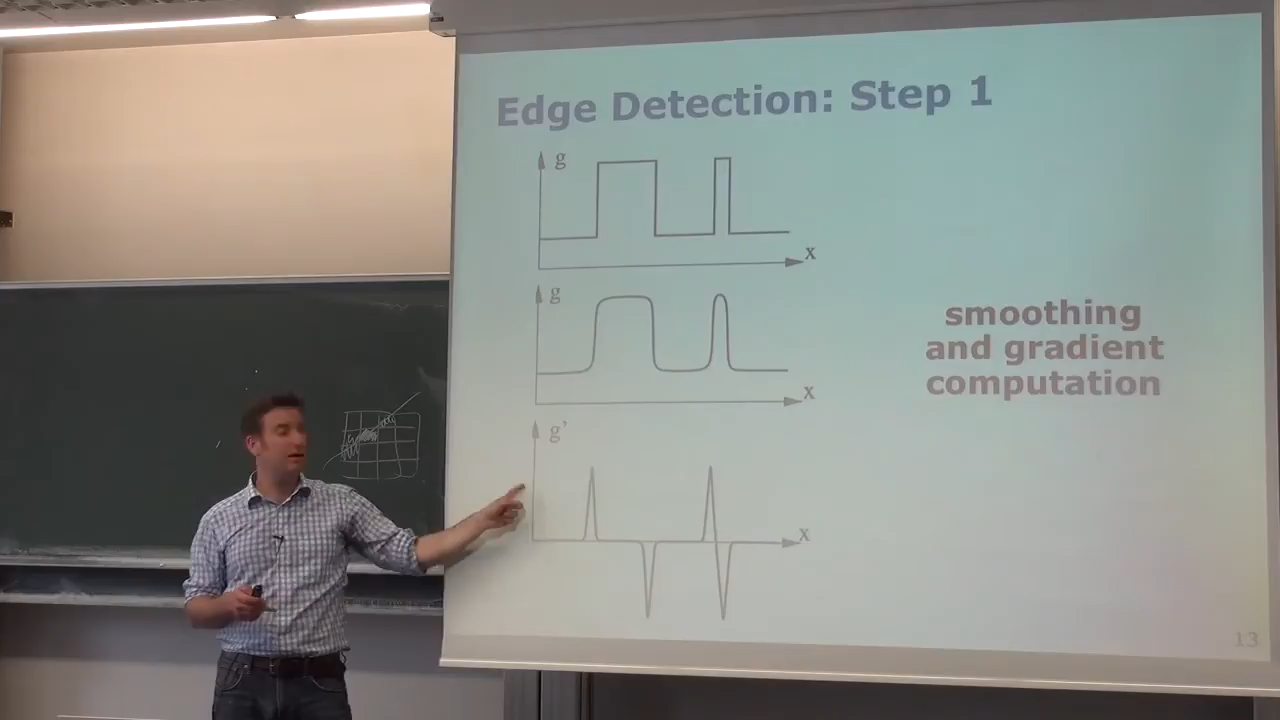 Edge Detection: Step 1
g
x
g
x
g'
x
smoothing
and gradient
computation
13